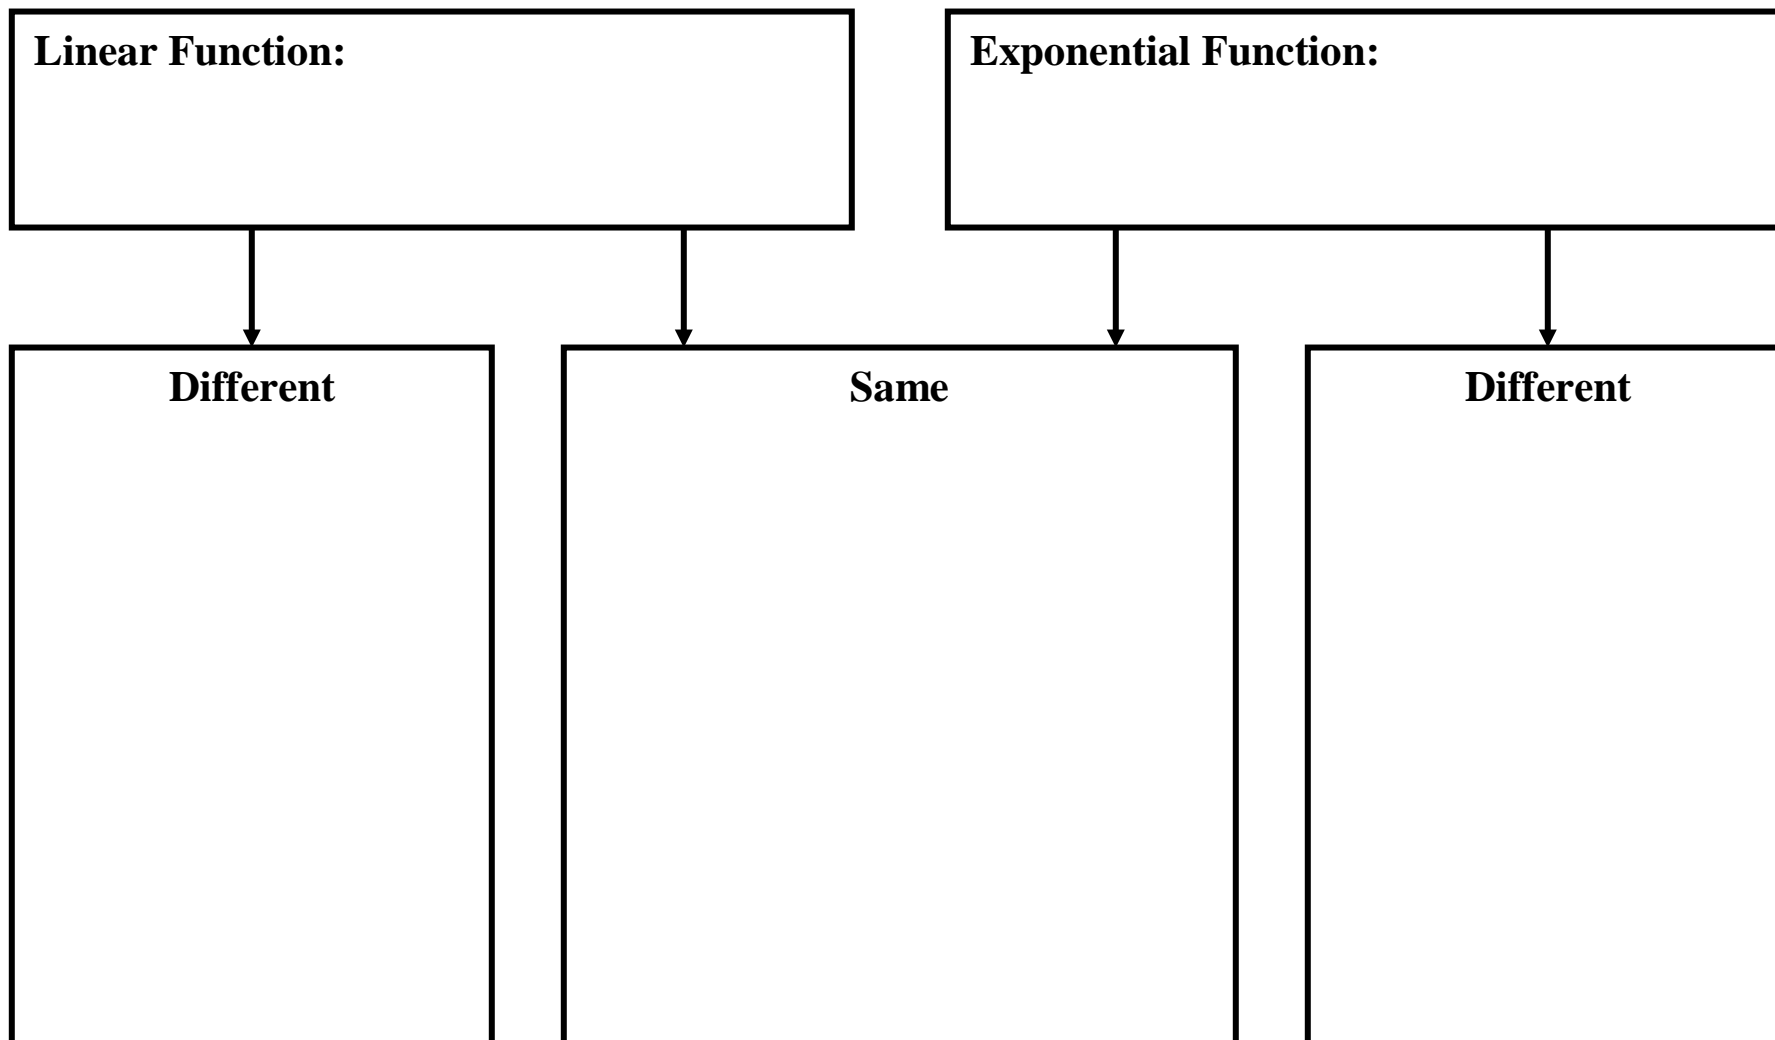 Linear Function:
Exponential Function:
Different
Same
Different